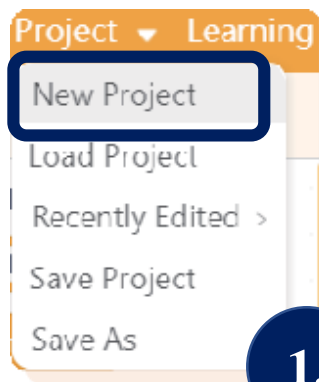 Project Learning
New Project
Load Project
Recently Edited >
Save Project
Save As
1